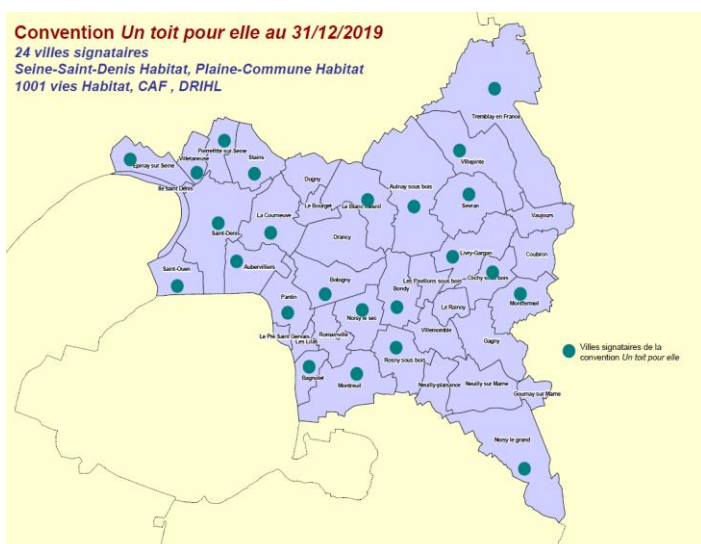 Convention Un toit pour elle au 31/12/2019
24 villes signataires
Seine-Saint-Denis Habitat, Plaine-Commune Habitat
1001 vies Habitat, CAF , DRIHL
Tremblay en France
Pierrefitte sur Seine
Villetaneuse
Stains
Epinay sur Seine
Villepinte
Ile Saint Denis
Dugny
Aulnay sous bois
Sevran
Le Bourget
Le Blanc Mesnil
Vaujours
La Courneuve
Saint-Denis
Drancy
Livry-Gargan
Coubron
Saint-Ouen
Aubervilliers
Bobigny
Les Pavillons sous bois
Clichy sous bois
Bondy
Pantin
Montfermeil
Le Raincy
Noisy le sec
Villemomble
Le Pré Saint Gervais
Romainville
Les Lilas
Gagny
Villes signataires de la
convention Un toit pour elle
Rosny sous bois
Bagnolet
Montreuil
Neuilly-plaisance
Neuilly sur Marne
Gournay sur Marne
Noisy le grand